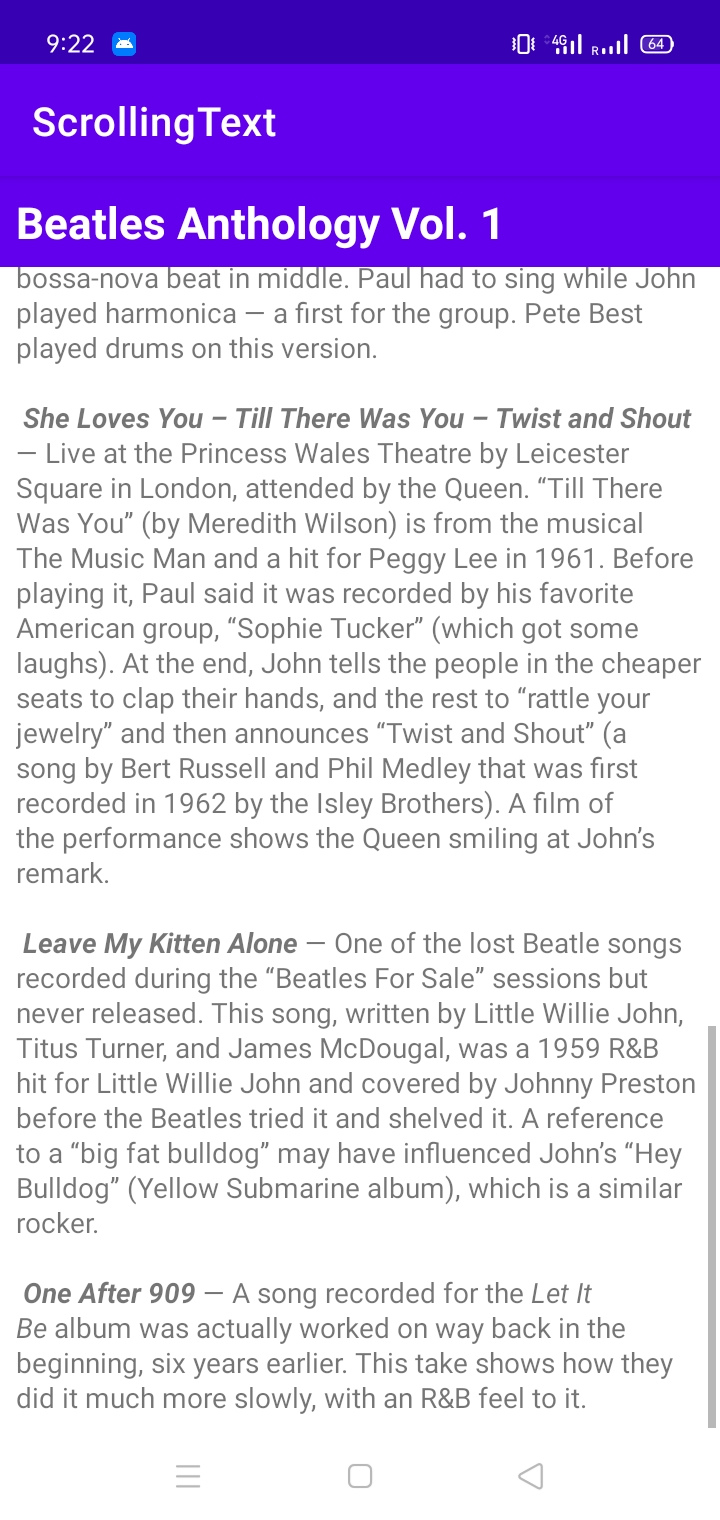 9:22
4G R 64
ScrollingText
Beatles Anthology Vol. 1
bossa-nova beat in middle. Paul had to sing while John
played harmonica — a first for the group. Pete Best
played drums on this version.
She Loves You – Till There Was You – Twist and Shout
— Live at the Princess Wales Theatre by Leicester
Square in London, attended by the Queen. “Till There
Was You” (by Meredith Wilson) is from the musical
The Music Man and a hit for Peggy Lee in 1961. Before
playing it, Paul said it was recorded by his favorite
American group, “Sophie Tucker” (which got some
laughs). At the end, John tells the people in the cheaper
seats to clap their hands, and the rest to “rattle your
jewelry” and then announces “Twist and Shout” (a
song by Bert Russell and Phil Medley that was first
recorded in 1962 by the Isley Brothers). A film of
the performance shows the Queen smiling at John’s
remark.
Leave My Kitten Alone — One of the lost Beatle songs
recorded during the “Beatles For Sale” sessions but
never released. This song, written by Little Willie John,
Titus Turner, and James McDougal, was a 1959 R&B
hit for Little Willie John and covered by Johnny Preston
before the Beatles tried it and shelved it. A reference
to a “big fat bulldog” may have influenced John’s “Hey
Bulldog” (Yellow Submarine album), which is a similar
rocker.
One After 909 — A song recorded for the Let It
Be album was actually worked on way back in the
beginning, six years earlier. This take shows how they
did it much more slowly, with an R&B feel to it.